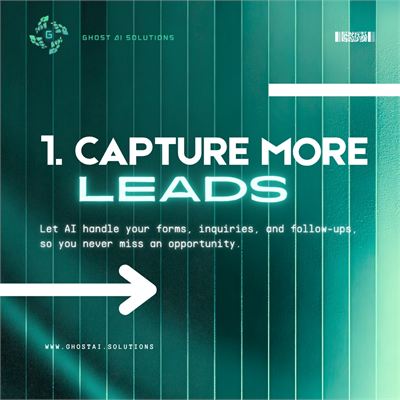 G
GHOST AI SOLUTIONS
1. CAPTURE MORE
LEADS
Let AI handle your forms, inquiries, and follow-ups,
so you never miss an opportunity.
WWW.GHOSTAI.SOLUTIONS